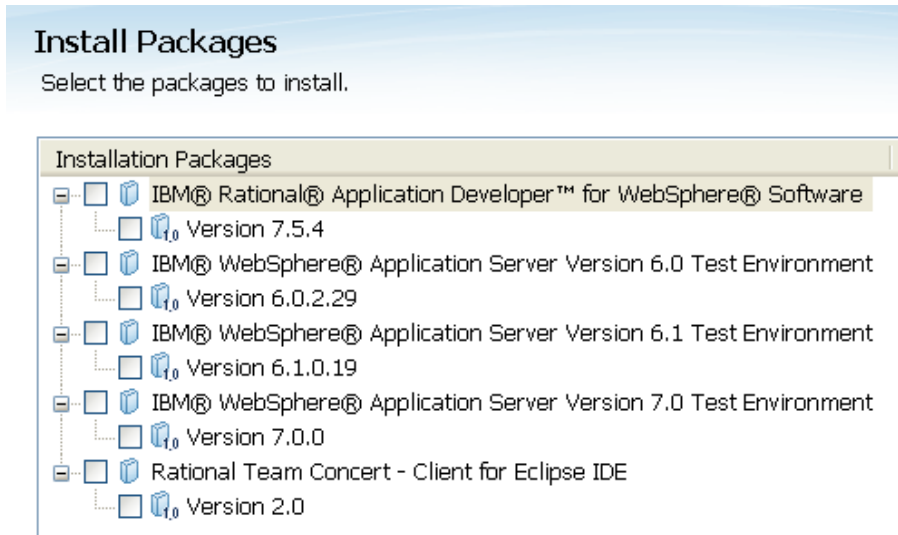 Install Packages
Select the packages to install.
Installation Packages
IBM® Rational® Application Developer™ for WebSphere® Software
Version 7.5.4
IBM® WebSphere® Application Server Version 6.0 Test Environment
Version 6.0.2.29
IBM® WebSphere® Application Server Version 6.1 Test Environment
Version 6.1.0.19
IBM® WebSphere® Application Server Version 7.0 Test Environment
Version 7.0.0
Rational Team Concert - Client for Eclipse IDE
Version 2.0